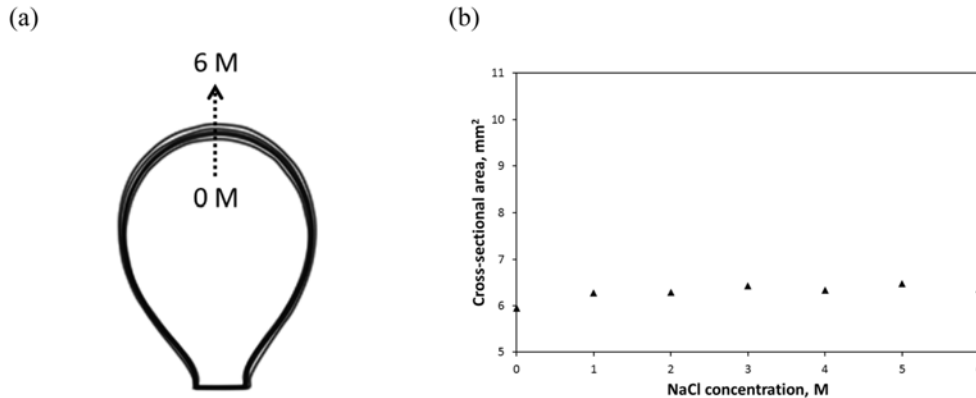 (a)
6 M
0 M
(b)
Cross-sectional area, mm²
11
10
9
8
7
6
5
0 1 2 3 4 5
NaCl concentration, M